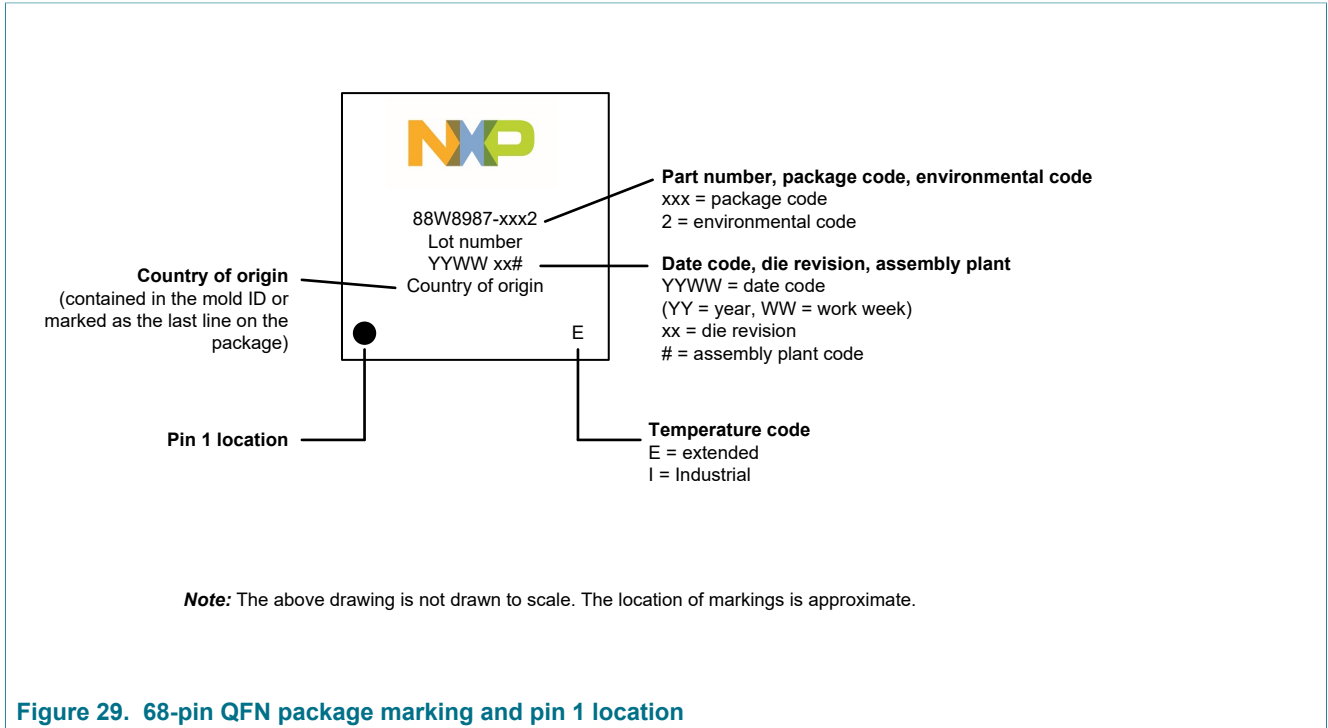 NXP
88W8987-xxx2
Lot number
YYWW xx#
Country of origin
E
Part number, package code, environmental code
xxx = package code
2 = environmental code
Date code, die revision, assembly plant
YYWW = date code
(YY = year, WW = work week)
xx = die revision
# = assembly plant code
Country of origin
(contained in the mold ID or
marked as the last line on the
package)
Pin 1 location
Temperature code
E = extended
I = Industrial
Note: The above drawing is not drawn to scale. The location of markings is approximate.
Figure 29. 68-pin QFN package marking and pin 1 location